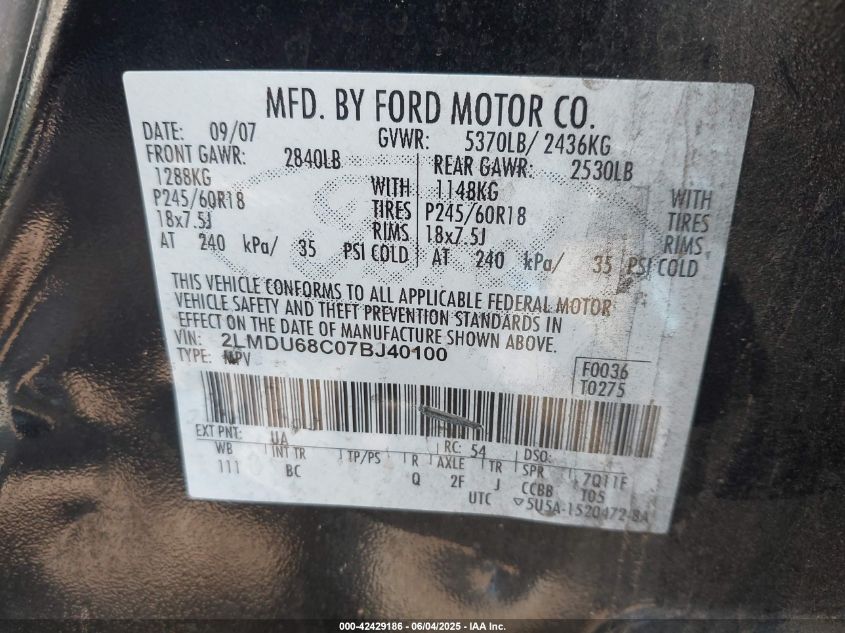 MFD. BY FORD MOTOR CO.
DATE: 09/07 GVWR: 5370LB/ 2436KG
FRONT GAWR: 2840LB REAR GAWR: 2530LB
1288KG WITH 1148KG WITH
P245/60R18 TIRES P245/60R18 TIRES
18x7.5J RIMS 18x7.5J RIMS
AT 240 kPa/ 35 PSI COLD AT 240 kPa/ 35 PSI COLD
THIS VEHICLE CONFORMS TO ALL APPLICABLE FEDERAL MOTOR
VEHICLE SAFETY AND THEFT PREVENTION STANDARDS IN
EFFECT ON THE DATE OF MANUFACTURE SHOWN ABOVE.
VIN: 2LMDU68C07BJ40100
TYPE: MPV
F0036
T0275
EXT PNT: UA RC: 54 DSO:
WB INT TR TP/PS R AXLE TR SPR 7Q11F
111 BC Q 2F J CCBB T05
UTC ▽5U5A-1520472-BA
000-42429186 - 06/04/2025 - IAA Inc.